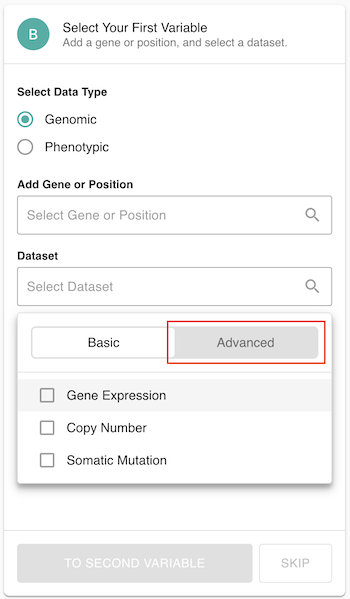 B
Select Your First Variable
Add a gene or position, and select a dataset.
Select Data Type
Genomic
Phenotypic
Add Gene or Position
Select Gene or Position
Dataset
Select Dataset
Basic Advanced
Gene Expression
Copy Number
Somatic Mutation
TO SECOND VARIABLE SKIP